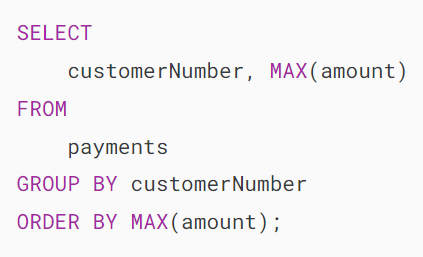 SELECT
    customerNumber, MAX(amount)
FROM
    payments
GROUP BY customerNumber
ORDER BY MAX(amount);